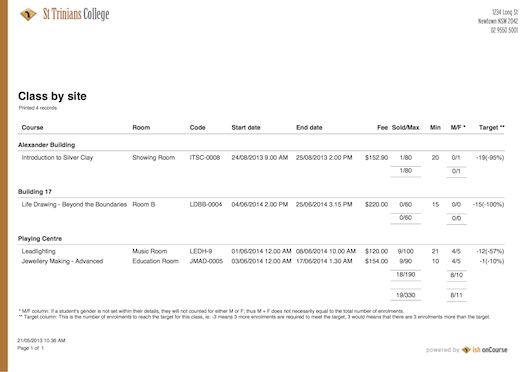 St Trinians College
1234 Long St
Newtown NSW 2042
02 9550 5001
Class by site
Printed 4 records
Course Room Code Start date End date Fee Sold/Max Min M/F * Target **
Alexander Building
Introduction to Silver Clay Showing Room ITSC-0008 24/08/2013 9.00 AM 25/08/2013 2.00 PM $152.90 1/80 20 0/1 -19(-95%)
1/80 0/1
Building 17
Life Drawing - Beyond the Boundaries Room B LDBB-0004 04/06/2014 2.00 PM 25/06/2014 3.15 PM $220.00 0/60 15 0/0 -15(-100%)
0/60 0/0
Playing Centre
Leadlighting Music Room LEDH-9 01/06/2014 12.00 AM 08/06/2014 10.00 AM $120.00 9/100 21 4/5 -12(-57%)
Jewellery Making - Advanced Education Room JMAD-0005 03/06/2014 12.00 AM 17/06/2014 1.30 AM $154.00 9/90 10 4/5 -1(-10%)
18/190 8/10
19/330 8/11
* M/F column: If a student's gender is not set within their details, they will not counted for either M or F; thus M + F does not necessarily equal to the total number of enrolments.
** Target column: This is the number of enrolments to reach the target for this class, ie: -3 means 3 more enrolments are required to meet the target, 3 would means that there are 3 enrolments more than the target.
21/05/2013 10.36 AM
Page 1 of 1
powered by ish onCourse